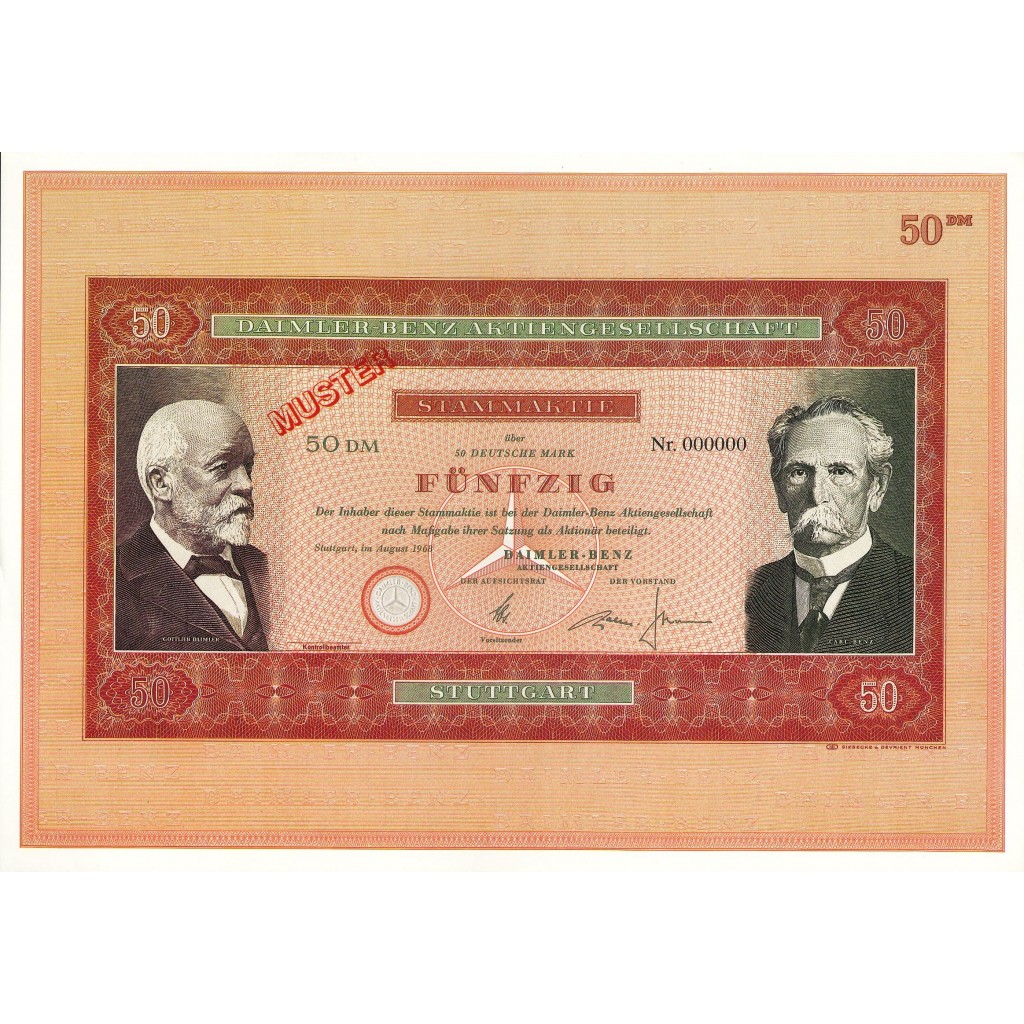 50 DM
50
DAIMLER-BENZ AKTIENGESELLSCHAFT
50
MUSTER
STAMMAKTIE
50 DM
über
50 DEUTSCHE MARK
Nr. 000000
FÜNFZIG
Der Inhaber dieser Stammaktie ist bei der Daimler-Benz Aktiengesellschaft
nach Maßgabe ihrer Satzung als Aktionär beteiligt.
Stuttgart, im August 1968
DAIMLER-BENZ
AKTIENGESELLSCHAFT
DER AUFSICHTSRAT
DER VORSTAND
GOTTLIEB DAIMLER
Kontrollbeamter
Vorsitzender
CARL BENZ
50
STUTTGART
50
GIESECKE & DEVRIENT MÜNCHEN